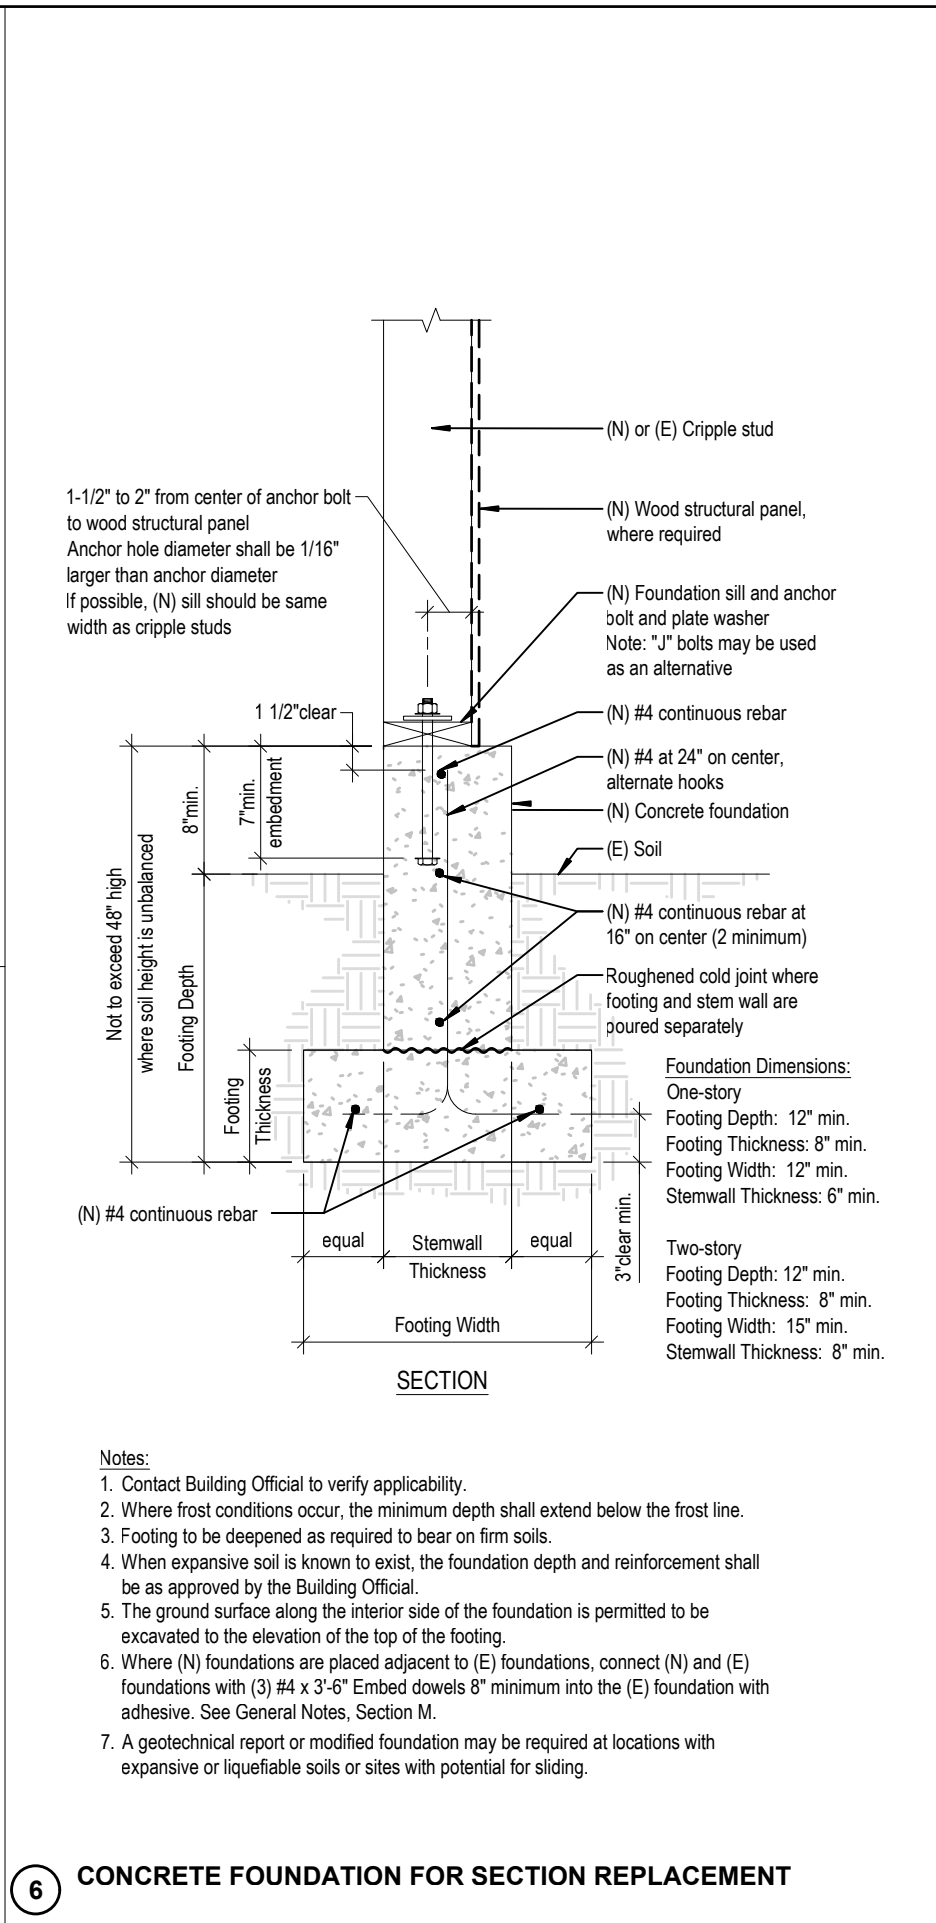 (N) or (E) Cripple stud
1-1/2" to 2" from center of anchor bolt
to wood structural panel
Anchor hole diameter shall be 1/16"
larger than anchor diameter
If possible, (N) sill should be same
width as cripple studs
(N) Wood structural panel,
where required
(N) Foundation sill and anchor
bolt and plate washer
Note: "J" bolts may be used
as an alternative
1 1/2"clear
(N) #4 continuous rebar
(N) #4 at 24" on center,
alternate hooks
(N) Concrete foundation
(E) Soil
(N) #4 continuous rebar at
16" on center (2 minimum)
Roughened cold joint where
footing and stem wall are
poured separately
Not to exceed 48" high
where soil height is unbalanced
8"min.
Footing Depth
7"min.
embedment
Footing
Thickness
(N) #4 continuous rebar
equal
Stemwall
Thickness
equal
Footing Width
3"clear min.
Foundation Dimensions:
One-story
Footing Depth: 12" min.
Footing Thickness: 8" min.
Footing Width: 12" min.
Stemwall Thickness: 6" min.
Two-story
Footing Depth: 12" min.
Footing Thickness: 8" min.
Footing Width: 15" min.
Stemwall Thickness: 8" min.
SECTION
Notes:
1. Contact Building Official to verify applicability.
2. Where frost conditions occur, the minimum depth shall extend below the frost line.
3. Footing to be deepened as required to bear on firm soils.
4. When expansive soil is known to exist, the foundation depth and reinforcement shall
be as approved by the Building Official.
5. The ground surface along the interior side of the foundation is permitted to be
excavated to the elevation of the top of the footing.
6. Where (N) foundations are placed adjacent to (E) foundations, connect (N) and (E)
foundations with (3) #4 x 3'-6" Embed dowels 8" minimum into the (E) foundation with
adhesive. See General Notes, Section M.
7. A geotechnical report or modified foundation may be required at locations with
expansive or liquefiable soils or sites with potential for sliding.
6 CONCRETE FOUNDATION FOR SECTION REPLACEMENT